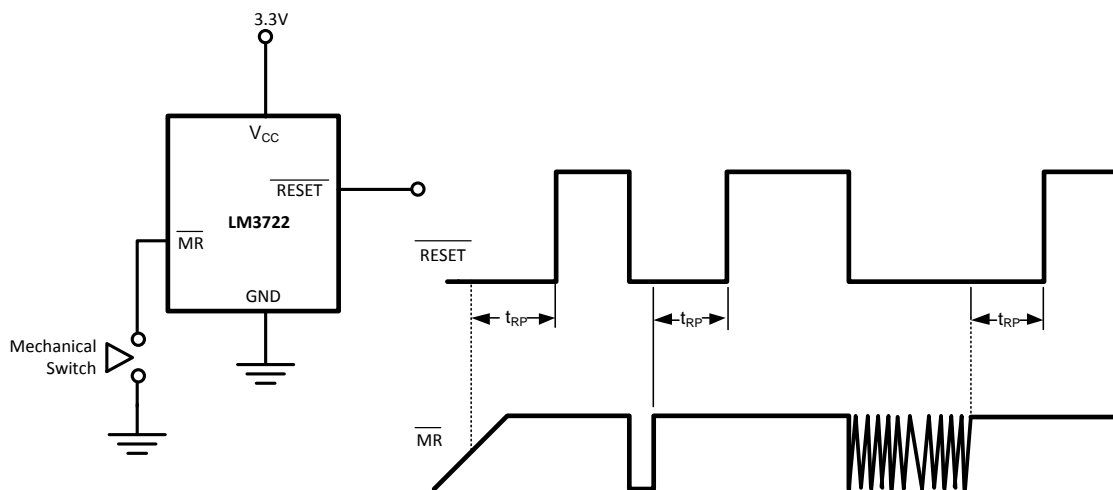 3.3V
VCC
RESET
LM3722
MR
GND
Mechanical
Switch
RESET
tRP
tRP
tRP
MR